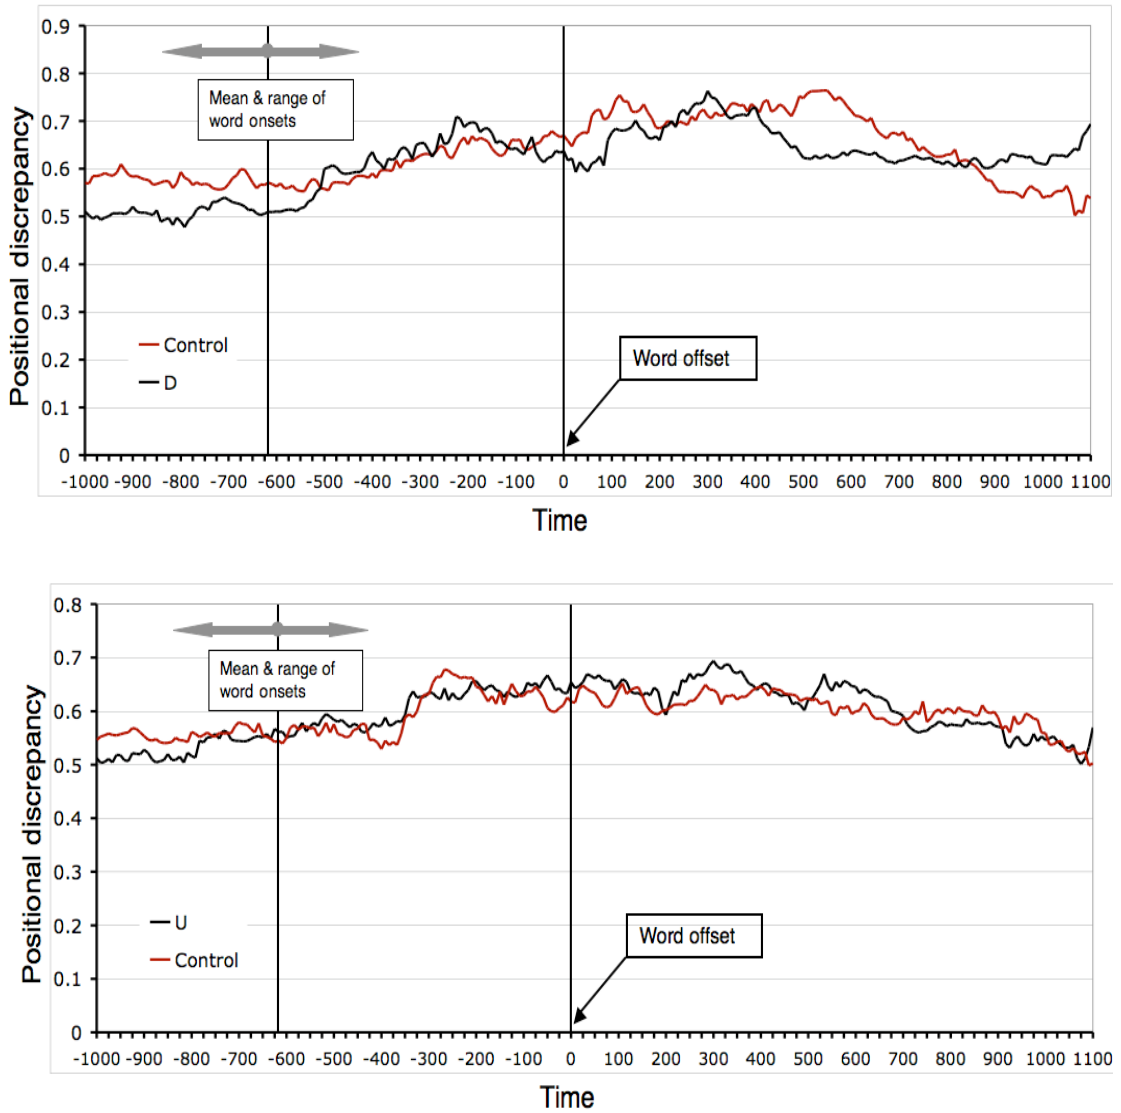 0.9
0.8
0.7
0.6
0.5
0.4
0.3
0.2
0.1
0
Positional discrepancy
Mean & range of
word onsets
Control
D
Word offset
-1000 -900 -800 -700 -600 -500 -400 -300 -200 -100 0 100 200 300 400 500 600 700 800 900 1000 1100
Time
0.8
0.7
0.6
0.5
0.4
0.3
0.2
0.1
0
Positional discrepancy
Mean & range of
word onsets
U
Control
Word offset
-1000 -900 -800 -700 -600 -500 -400 -300 -200 -100 0 100 200 300 400 500 600 700 800 900 1000 1100
Time